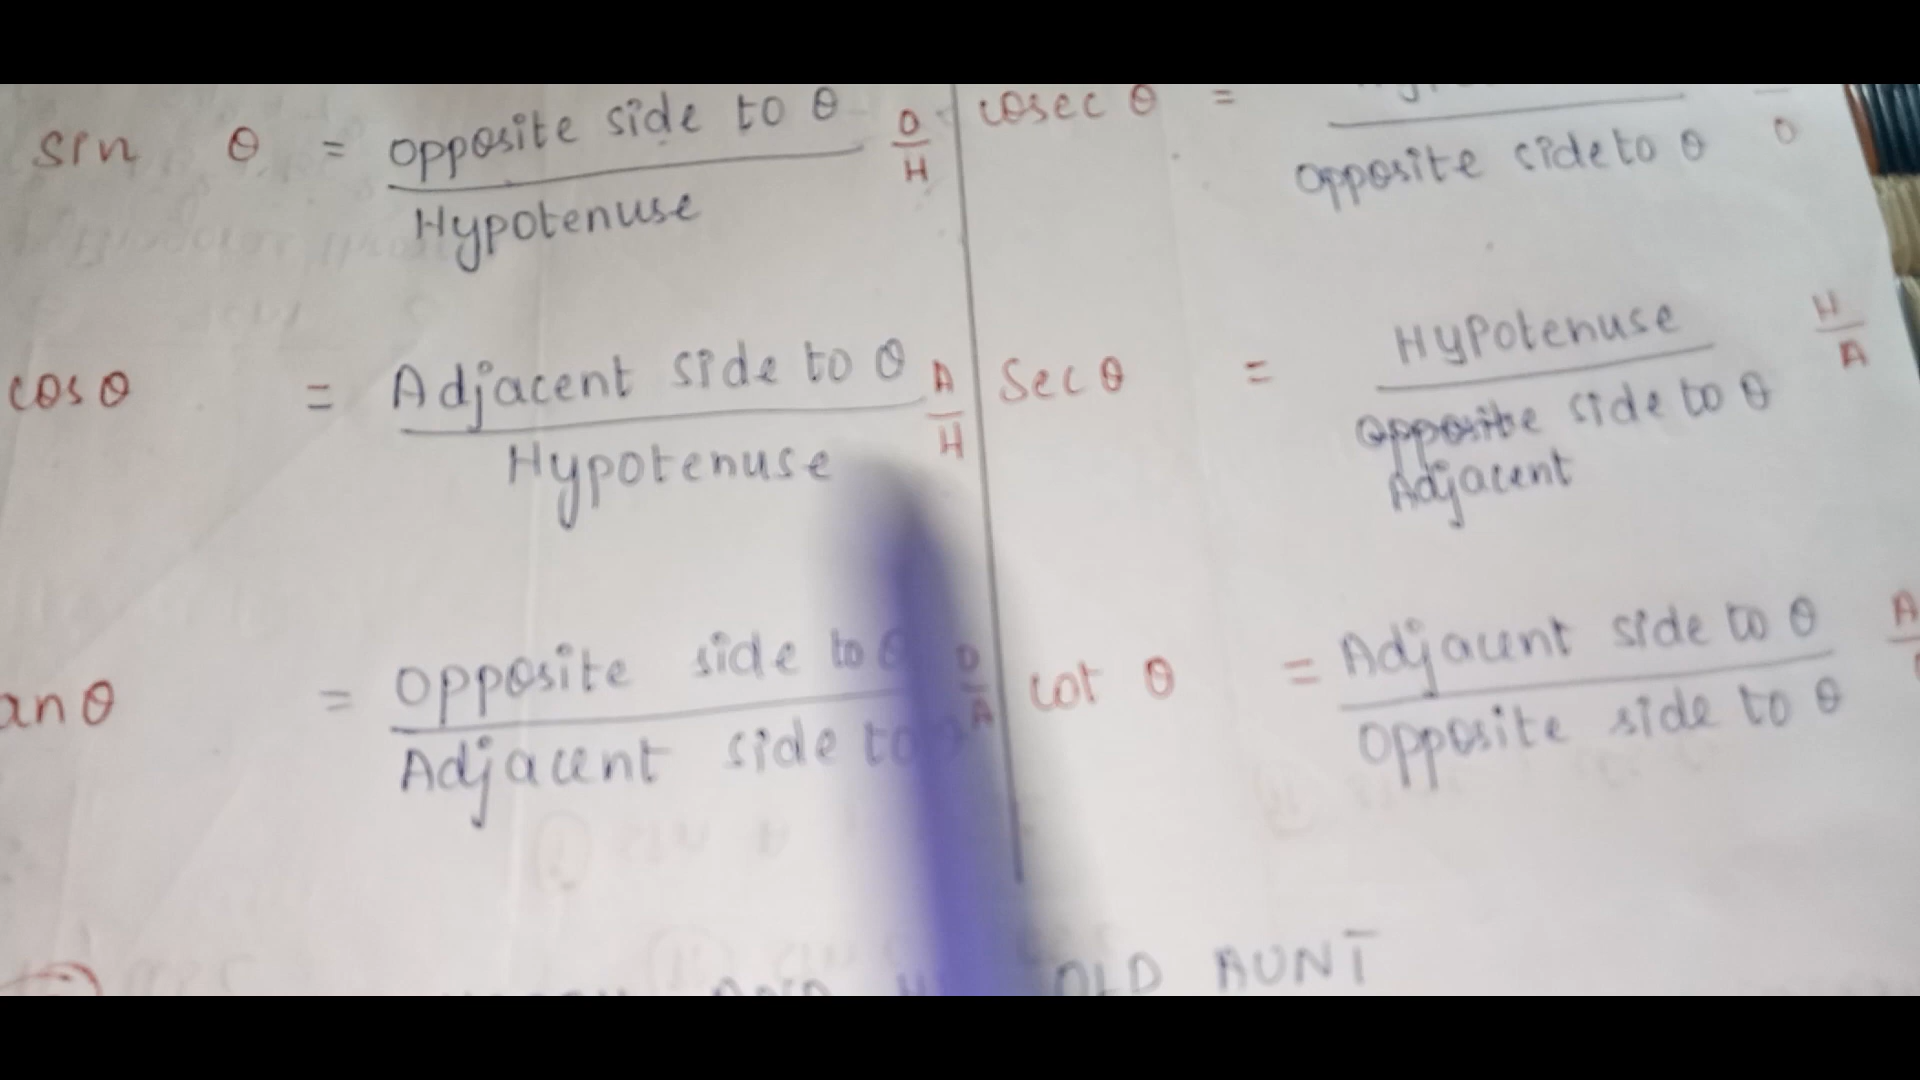 sin θ = opposite side to θ O cosec θ =
Hypotenuse H opposite side to θ O
cos θ = Adjacent side to θ A sec θ = Hypotenuse H
Hypotenuse H opposite side to θ A
Adjacent
anθ = opposite side to θ O cot θ = Adjacent side to θ A
Adjacent side to A opposite side to θ
OLD AUNT